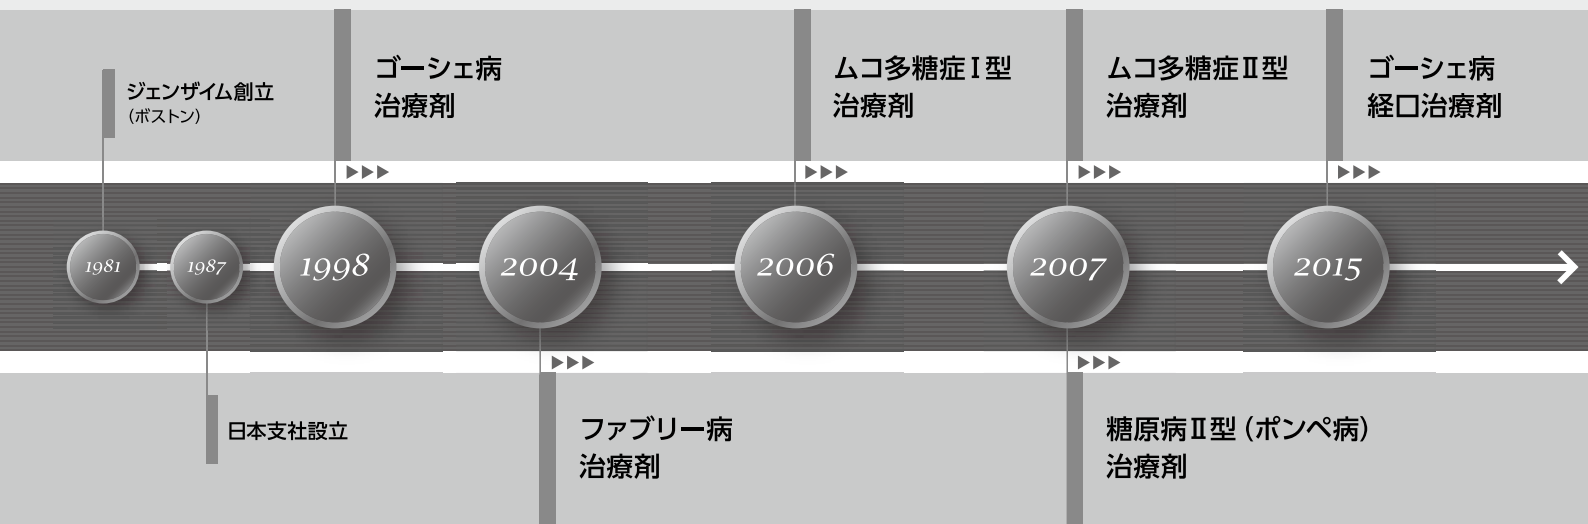 ゴーシェ病
治療剤
ムコ多糖症Ⅰ型
治療剤
ムコ多糖症Ⅱ型
治療剤
ゴーシェ病
経口治療剤
ジェンザイム創立
（ボストン）
1981
1987
1998
2004
2006
2007
2015
日本支社設立
ファブリー病
治療剤
糖原病Ⅱ型（ポンペ病）
治療剤